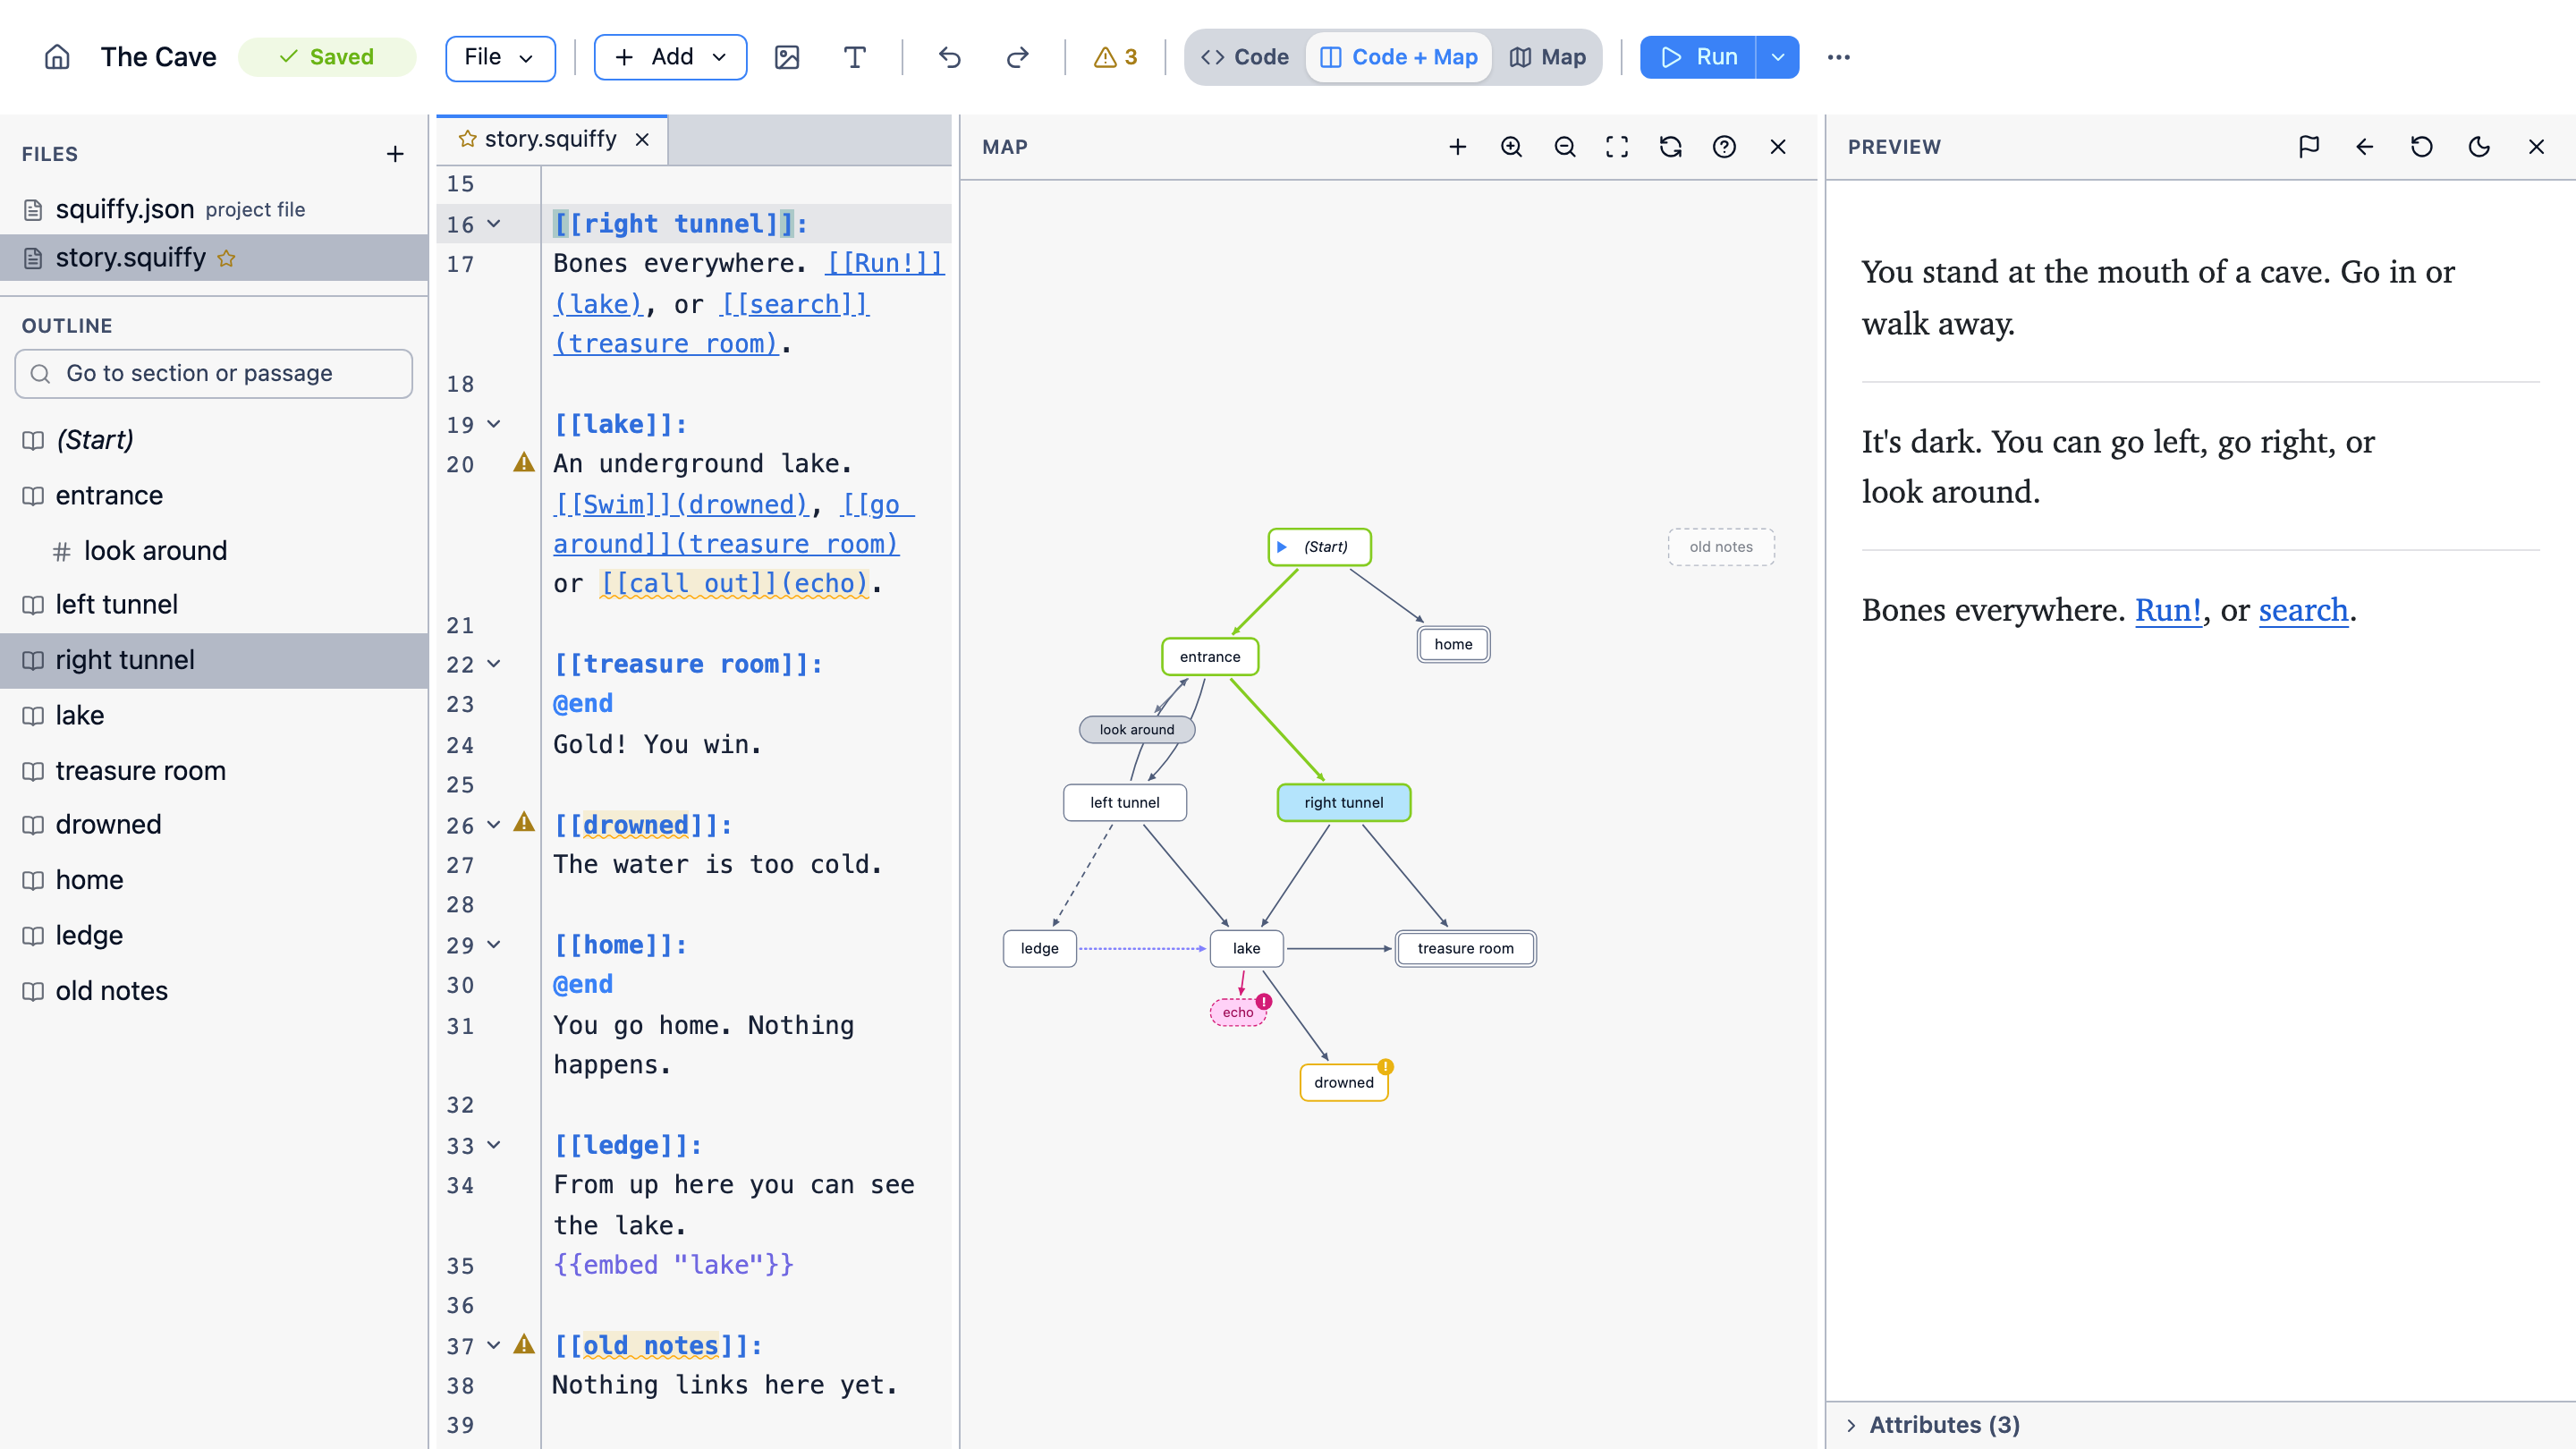 The Cave
Saved
File
Add
3
Code
Code + Map
Map
Run
FILES
squiffy.json project file
story.squiffy
OUTLINE
Go to section or passage
(Start)
entrance
# look around
left tunnel
right tunnel
lake
treasure room
drowned
home
ledge
old notes
story.squiffy
15
16 [[right tunnel]]:
17 Bones everywhere. [[Run!]]
(lake), or [[search]]
(treasure room).
18
19 [[lake]]:
20 An underground lake.
[[Swim]](drowned), [[go
around]](treasure room)
or [[call out]](echo).
21
22 [[treasure room]]:
23 @end
24 Gold! You win.
25
26 [[drowned]]:
27 The water is too cold.
28
29 [[home]]:
30 @end
31 You go home. Nothing
happens.
32
33 [[ledge]]:
34 From up here you can see
the lake.
35 {{embed "lake"}}
36
37 [[old notes]]:
38 Nothing links here yet.
39
MAP
(Start)
old notes
home
entrance
look around
left tunnel
right tunnel
ledge
lake
treasure room
echo
!
drowned
!
PREVIEW
You stand at the mouth of a cave. Go in or
walk away.
It's dark. You can go left, go right, or
look around.
Bones everywhere. Run!, or search.
Attributes (3)